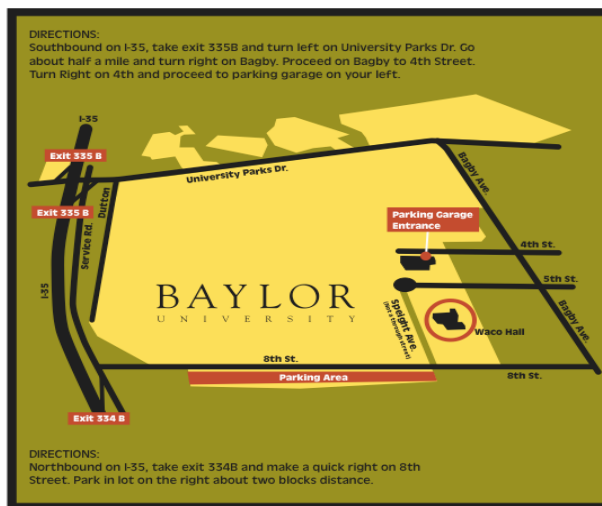 DIRECTIONS:
Southbound on I-35, take exit 335B and turn left on University Parks Dr. Go
about half a mile and turn right on Bagby. Proceed on Bagby to 4th Street.
Turn Right on 4th and proceed to parking garage on your left.
I-35
Exit 335 B
University Parks Dr.
Bagby Ave.
Exit 335 B
Dutton
Service Rd.
Parking Garage
Entrance
4th St.
5th St.
I-35
BAYLOR
UNIVERSITY
Speight Ave.
(Not a through street)
Waco Hall
Bagby Ave.
8th St.
Parking Area
8th St.
Exit 334 B
DIRECTIONS:
Northbound on I-35, take exit 334B and make a quick right on 8th
Street. Park in lot on the right about two blocks distance.